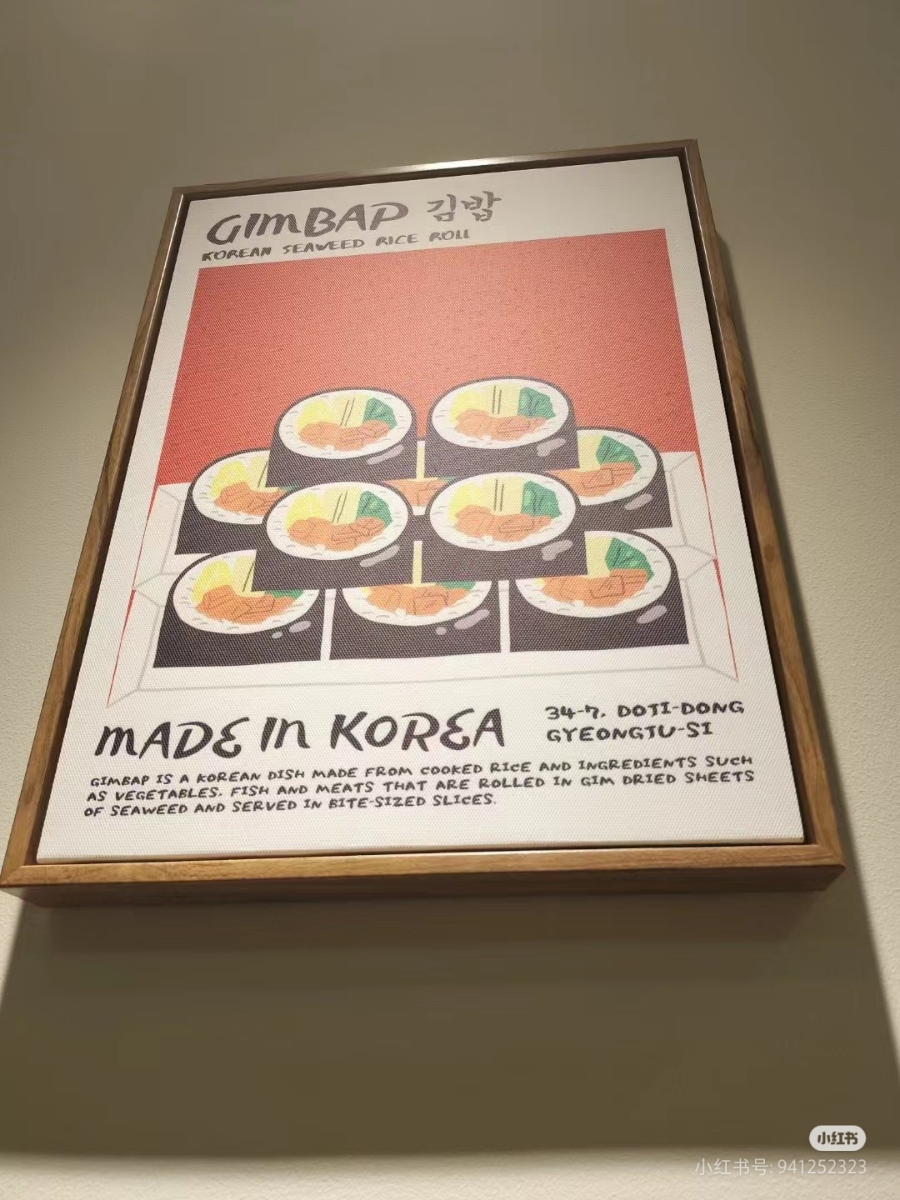 GIMBAP 김밥
KOREAN SEAWEED RICE ROLL
MADE IN KOREA
34-7. DOJI-DONG
GYEONGJU-SI
GIMBAP IS A KOREAN DISH MADE FROM COOKED RICE AND INGREDIENTS SUCH
AS VEGETABLES. FISH AND MEATS THAT ARE ROLLED IN GIM DRIED SHEETS
OF SEAWEED AND SERVED IN BITE-SIZED SLICES.
小红书
小红书号: 941252323